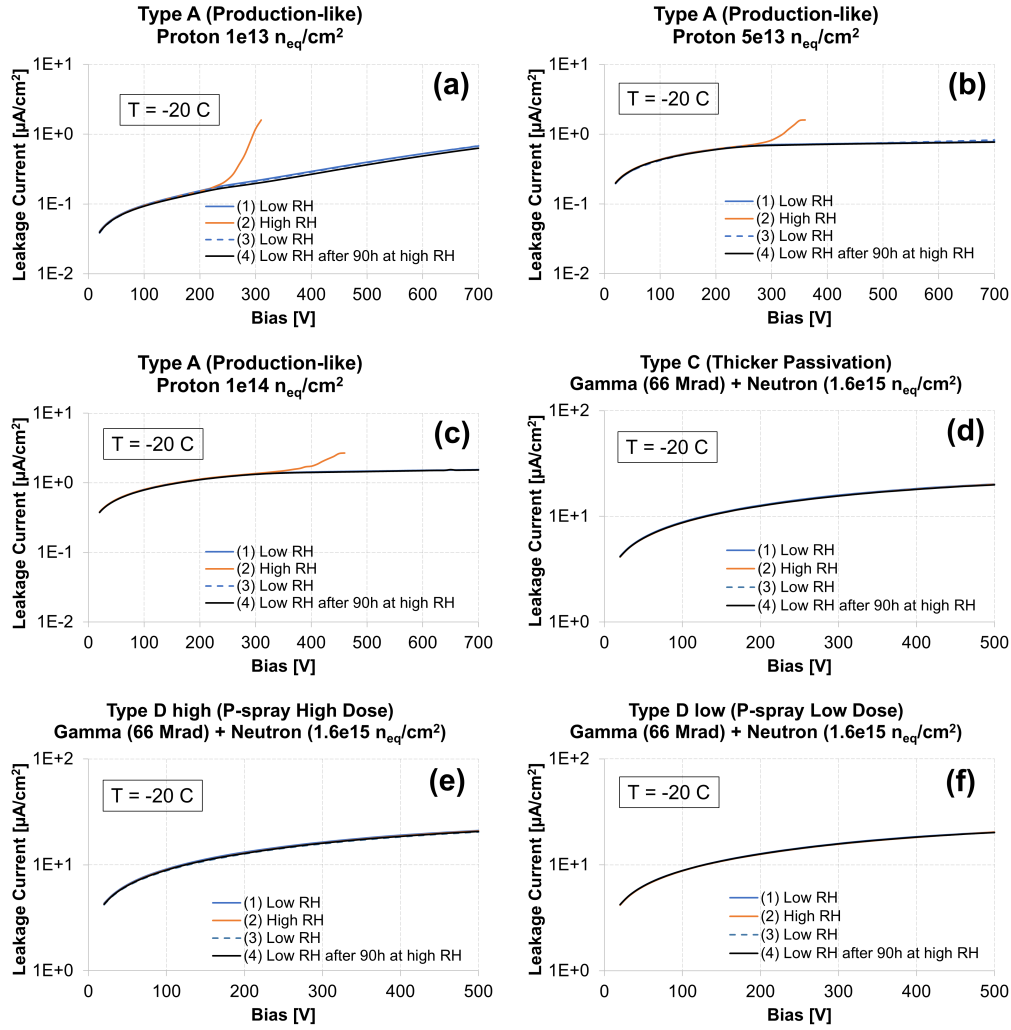 Type A (Production-like)
Proton 1e13 n_eq/cm²
(a)
T = -20 C
Leakage Current [µA/cm²]
1E+1
1E+0
1E-1
1E-2
(1) Low RH
(2) High RH
(3) Low RH
(4) Low RH after 90h at high RH
0 100 200 300 400 500 600 700
Bias [V]
Type A (Production-like)
Proton 5e13 n_eq/cm²
(b)
T = -20 C
Leakage Current [µA/cm²]
1E+1
1E+0
1E-1
1E-2
(1) Low RH
(2) High RH
(3) Low RH
(4) Low RH after 90h at high RH
0 100 200 300 400 500 600 700
Bias [V]
Type A (Production-like)
Proton 1e14 n_eq/cm²
(c)
T = -20 C
Leakage Current [µA/cm²]
1E+1
1E+0
1E-1
1E-2
(1) Low RH
(2) High RH
(3) Low RH
(4) Low RH after 90h at high RH
0 100 200 300 400 500 600 700
Bias [V]
Type C (Thicker Passivation)
Gamma (66 Mrad) + Neutron (1.6e15 n_eq/cm²)
(d)
T = -20 C
Leakage Current [µA/cm²]
1E+2
1E+1
1E+0
(1) Low RH
(2) High RH
(3) Low RH
(4) Low RH after 90h at high RH
0 100 200 300 400 500
Bias [V]
Type D high (P-spray High Dose)
Gamma (66 Mrad) + Neutron (1.6e15 n_eq/cm²)
(e)
T = -20 C
Leakage Current [µA/cm²]
1E+2
1E+1
1E+0
(1) Low RH
(2) High RH
(3) Low RH
(4) Low RH after 90h at high RH
0 100 200 300 400 500
Bias [V]
Type D low (P-spray Low Dose)
Gamma (66 Mrad) + Neutron (1.6e15 n_eq/cm²)
(f)
T = -20 C
Leakage Current [µA/cm²]
1E+2
1E+1
1E+0
(1) Low RH
(2) High RH
(3) Low RH
(4) Low RH after 90h at high RH
0 100 200 300 400 500
Bias [V]